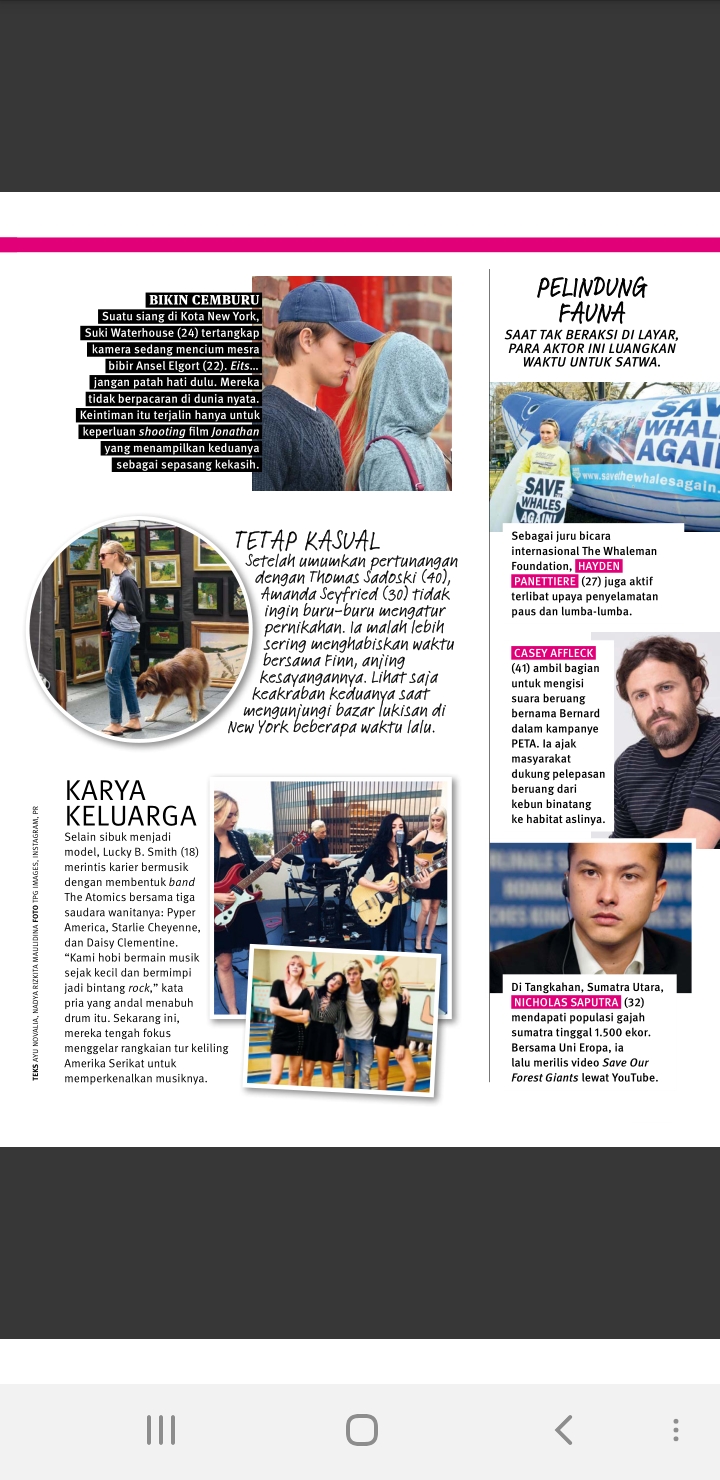 BIKIN CEMBURU
Suatu siang di Kota New York,
Suki Waterhouse (24) tertangkap
kamera sedang mencium mesra
bibir Ansel Elgort (22). Eits...
jangan patah hati dulu. Mereka
tidak berpacaran di dunia nyata.
Keintiman itu terjalin hanya untuk
keperluan shooting film Jonathan
yang menampilkan keduanya
sebagai sepasang kekasih.
TETAP KASUAL
Setelah umumkan pertunangan
dengan Thomas Sadoski (40),
Amanda Seyfried (30) tidak
ingin buru-buru mengatur
pernikahan. Ia malah lebih
sering menghabiskan waktu
bersama Finn, anjing
kesayangannya. Lihat saja
keakraban keduanya saat
mengunjungi bazar lukisan di
New York beberapa waktu lalu.
KARYA
KELUARGA
Selain sibuk menjadi
model, Lucky B. Smith (18)
merintis karier bermusik
dengan membentuk band
The Atomics bersama tiga
saudara wanitanya: Pyper
America, Starlie Cheyenne,
dan Daisy Clementine.
“Kami hobi bermain musik
sejak kecil dan bermimpi
jadi bintang rock,” kata
pria yang andal menabuh
drum itu. Sekarang ini,
mereka tengah fokus
menggelar rangkaian tur keliling
Amerika Serikat untuk
memperkenalkan musiknya.
TEKS AYU NOVALIA, NADYA RIZKITA MAULIDINA FOTO TPG IMAGES, INSTAGRAM, PR
PELINDUNG
FAUNA
SAAT TAK BERAKSI DI LAYAR,
PARA AKTOR INI LUANGKAN
WAKTU UNTUK SATWA.
SAV
WHAL
AGAI
www.savethewhalesagain.
SAVE
THE
WHALES
AGAIN!
Sebagai juru bicara
internasional The Whaleman
Foundation, HAYDEN
PANETTIERE (27) juga aktif
terlibat upaya penyelamatan
paus dan lumba-lumba.
CASEY AFFLECK
(41) ambil bagian
untuk mengisi
suara beruang
bernama Bernard
dalam kampanye
PETA. Ia ajak
masyarakat
dukung pelepasan
beruang dari
kebun binatang
ke habitat aslinya.
Di Tangkahan, Sumatra Utara,
NICHOLAS SAPUTRA (32)
mendapati populasi gajah
sumatra tinggal 1.500 ekor.
Bersama Uni Eropa, ia
lalu merilis video Save Our
Forest Giants lewat YouTube.